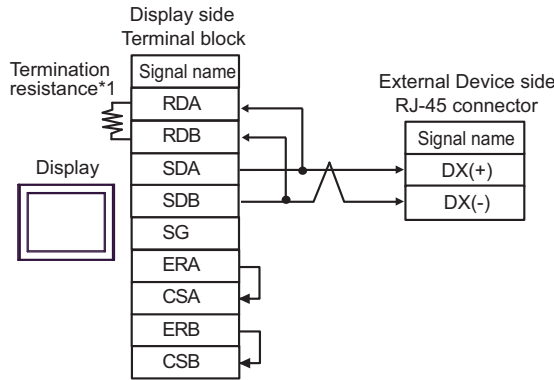 Display side
Terminal block
Termination
resistance*1
Signal name
RDA
RDB
SDA
SDB
SG
ERA
CSA
ERB
CSB
Display
External Device side
RJ-45 connector
Signal name
DX(+)
DX(-)